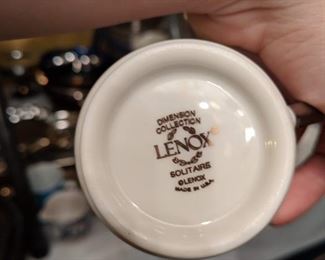 DIMENSION
COLLECTION
LENOX
SOLITAIRE
©LENOX
MADE IN U.S.A.